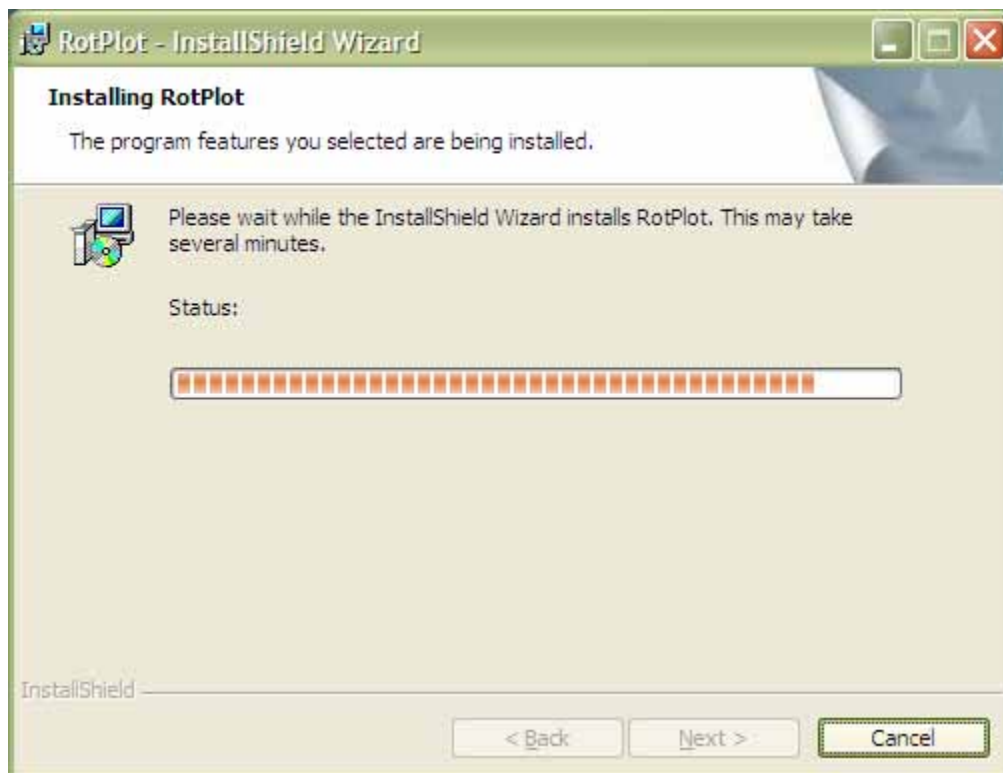 RotPlot - InstallShield Wizard
Installing RotPlot
The program features you selected are being installed.
Please wait while the InstallShield Wizard installs RotPlot. This may take
several minutes.
Status:
InstallShield
< Back Next > Cancel